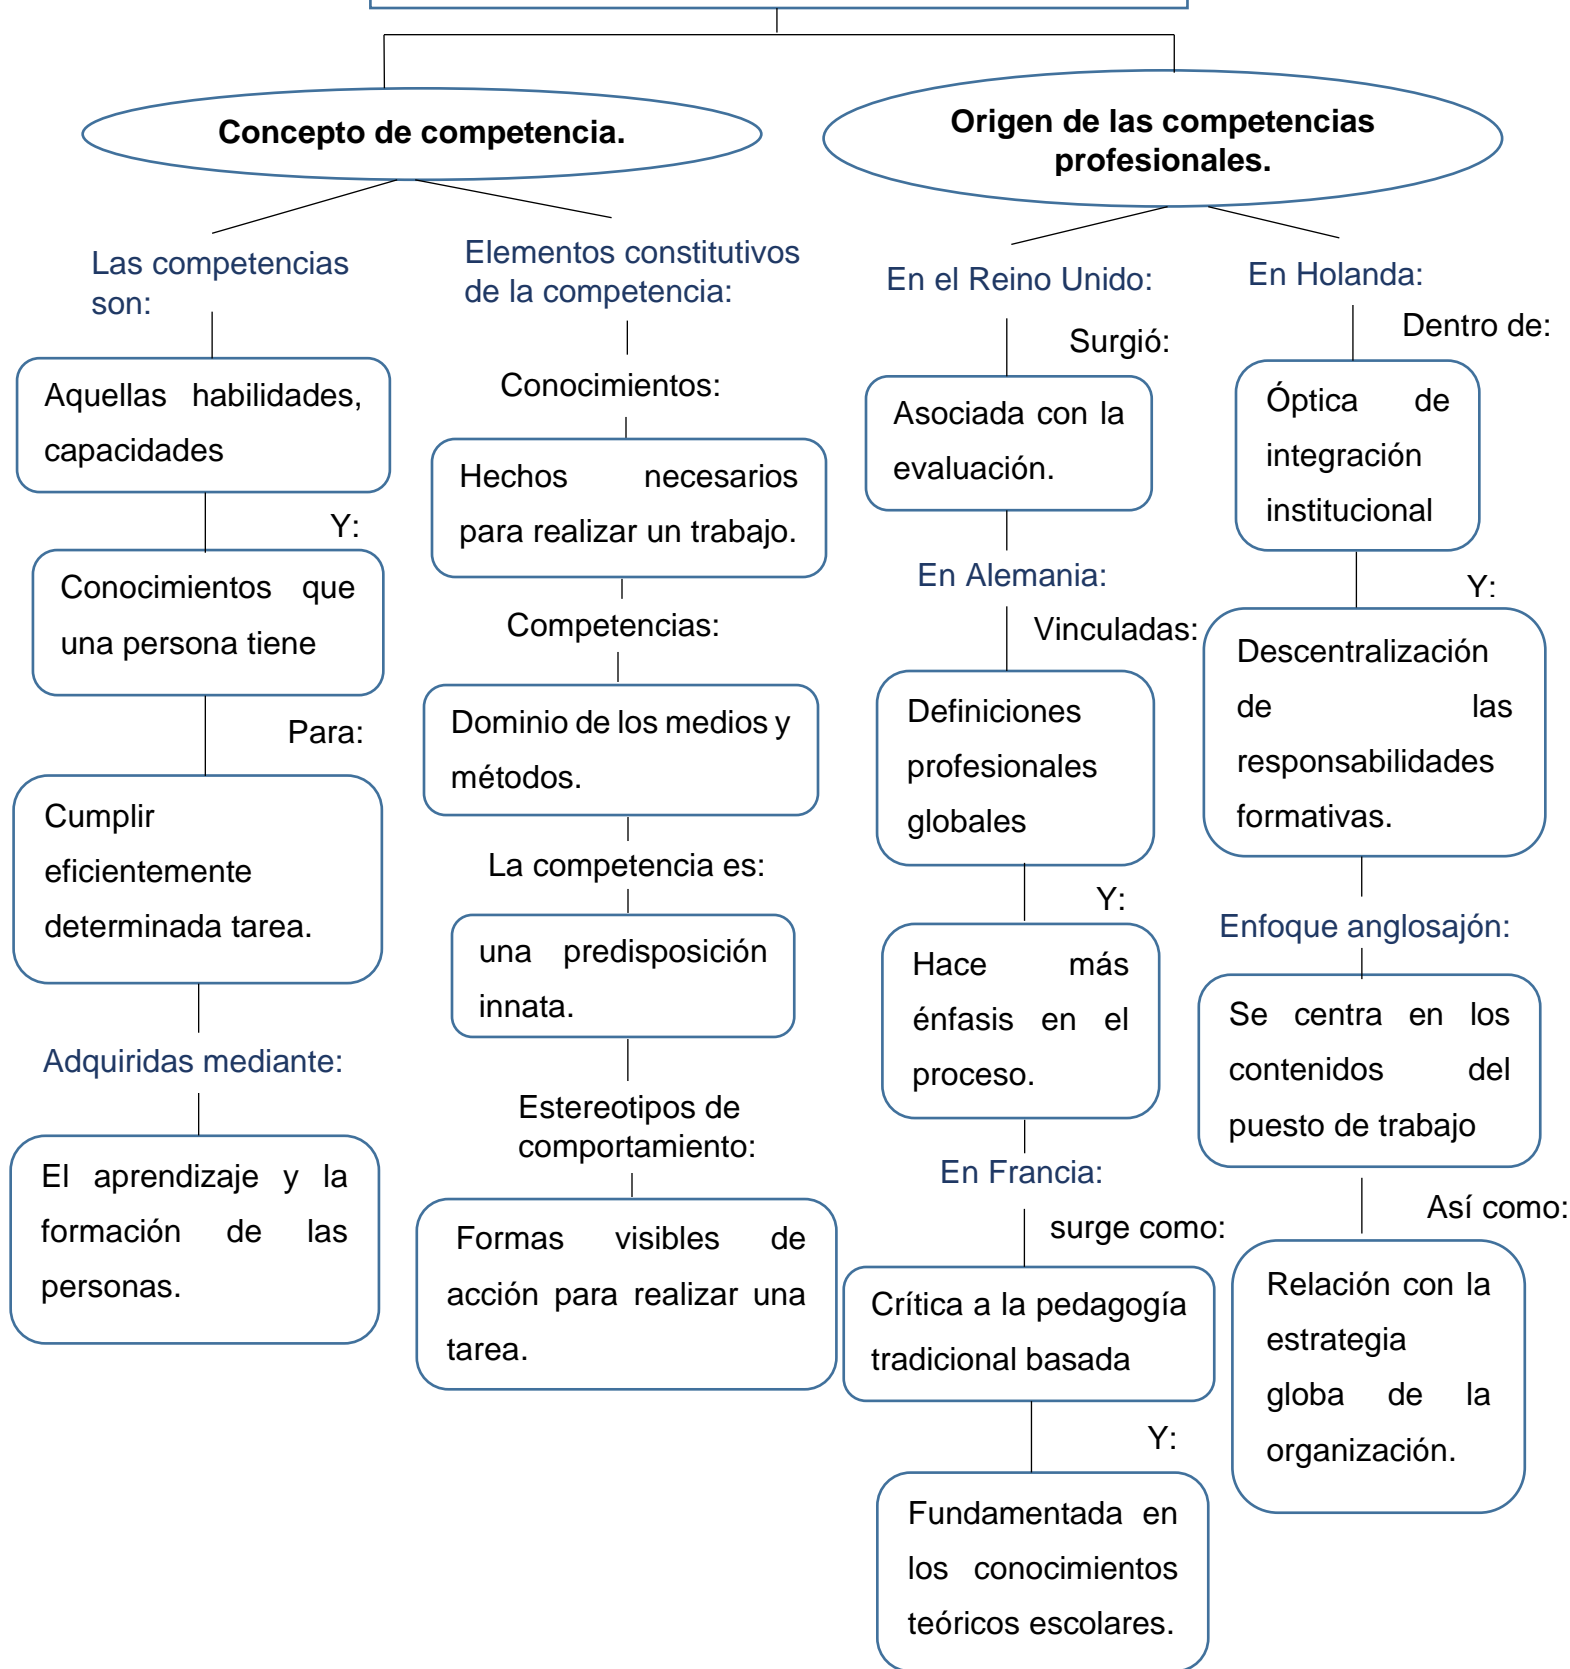 Concepto de competencia.
Las competencias
son:
Aquellas habilidades,
capacidades
Y:
Conocimientos que
una persona tiene
Para:
Cumplir
eficientemente
determinada tarea.
Adquiridas mediante:
El aprendizaje y la
formación de las
personas.
Elementos constitutivos
de la competencia:
Conocimientos:
Hechos necesarios
para realizar un trabajo.
Competencias:
Dominio de los medios y
métodos.
La competencia es:
una predisposición
innata.
Estereotipos de
comportamiento:
Formas visibles de
acción para realizar una
tarea.
Origen de las competencias
profesionales.
En el Reino Unido:
Surgió:
Asociada con la
evaluación.
En Alemania:
Vinculadas:
Definiciones
profesionales
globales
Y:
Hace más
énfasis en el
proceso.
En Francia:
surge como:
Crítica a la pedagogía
tradicional basada
Y:
Fundamentada en
los conocimientos
teóricos escolares.
En Holanda:
Dentro de:
Óptica de
integración
institucional
Y:
Descentralización
de las
responsabilidades
formativas.
Enfoque anglosajón:
Se centra en los
contenidos del
puesto de trabajo
Así como:
Relación con la
estrategia
globa de la
organización.